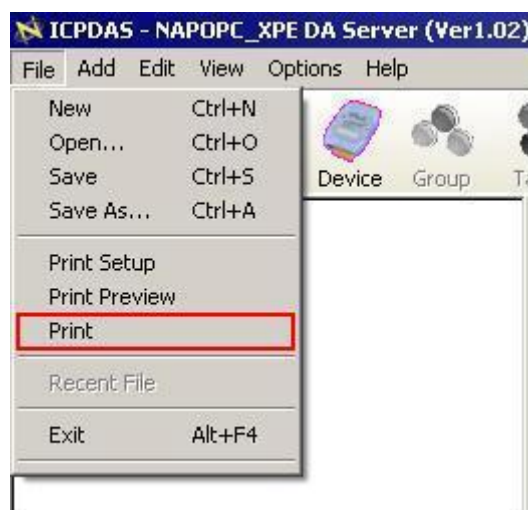 ICPDAS - NAPOPC_XPE DA Server (Ver1.02)
File Add Edit View Options Help
New Ctrl+N
Open... Ctrl+O
Save Ctrl+S
Save As... Ctrl+A
Device Group
Print Setup
Print Preview
Print
Recent File
Exit Alt+F4